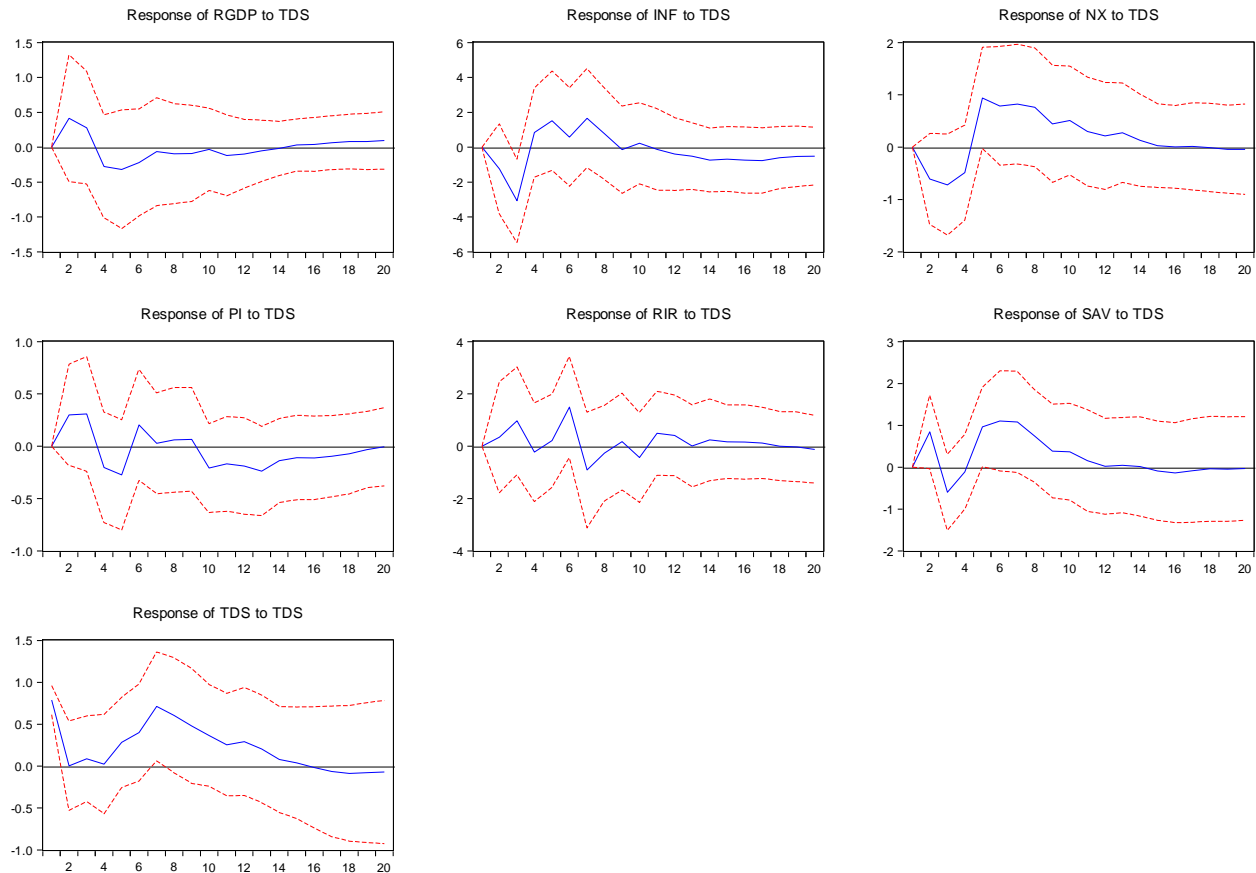 Response of RGDP to TDS
1.5
1.0
0.5
0.0
-0.5
-1.0
-1.5
2 4 6 8 10 12 14 16 18 20
Response of INF to TDS
6
4
2
0
-2
-4
-6
2 4 6 8 10 12 14 16 18 20
Response of NX to TDS
2
1
0
-1
-2
2 4 6 8 10 12 14 16 18 20
Response of PI to TDS
1.0
0.5
0.0
-0.5
-1.0
2 4 6 8 10 12 14 16 18 20
Response of RIR to TDS
4
2
0
-2
-4
2 4 6 8 10 12 14 16 18 20
Response of SAV to TDS
3
2
1
0
-1
-2
2 4 6 8 10 12 14 16 18 20
Response of TDS to TDS
1.5
1.0
0.5
0.0
-0.5
-1.0
2 4 6 8 10 12 14 16 18 20